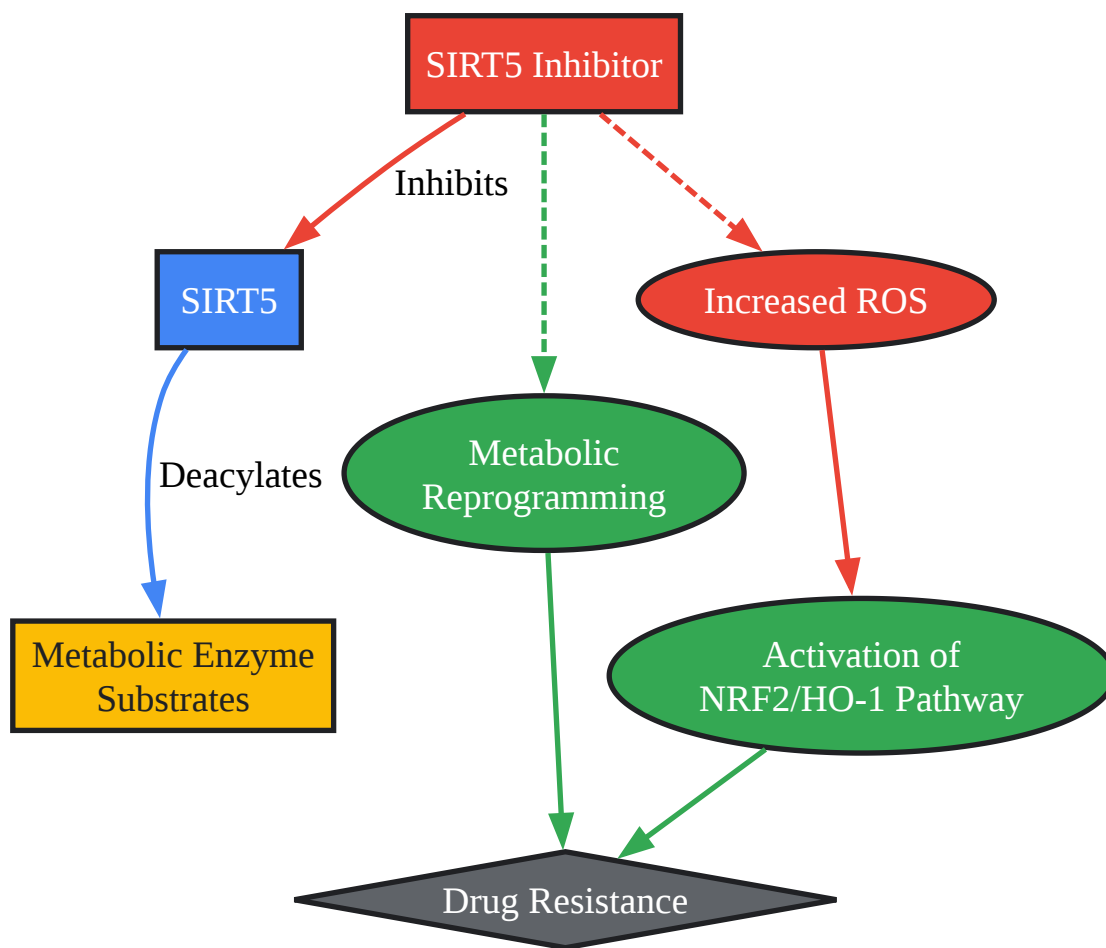 SIRT5 Inhibitor
Inhibits
SIRT5
Increased ROS
Metabolic
Reprogramming
Deacylates
Metabolic Enzyme
Substrates
Activation of
NRF2/HO-1 Pathway
Drug Resistance